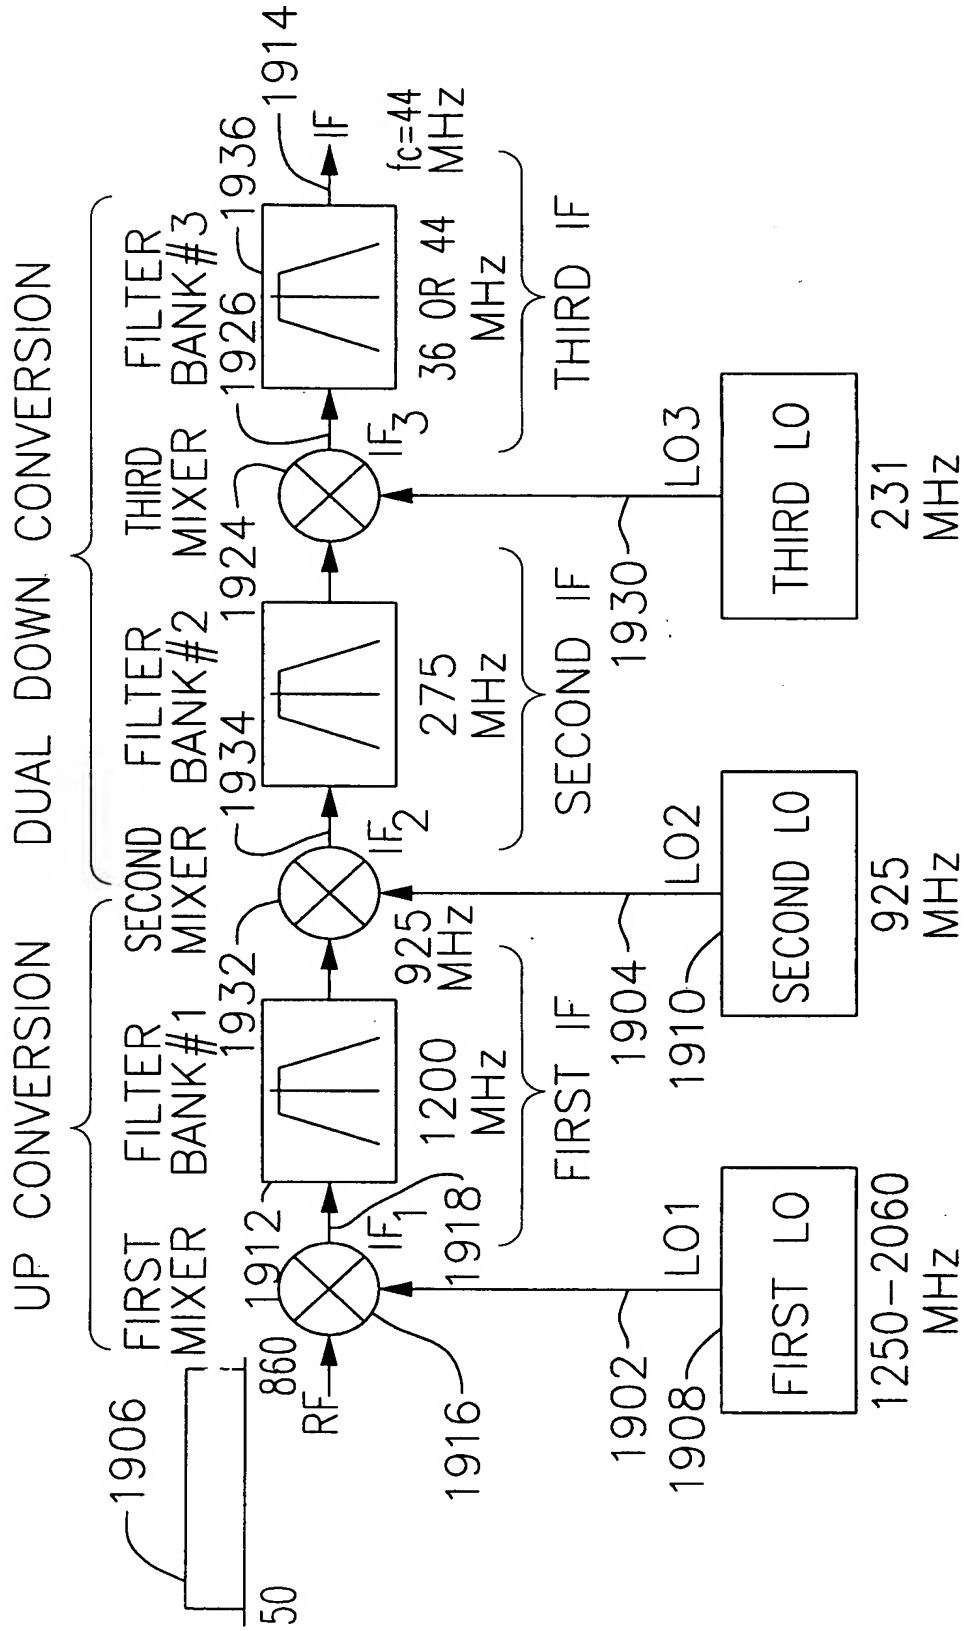 UP CONVERSION
DUAL DOWN CONVERSION
FIRST
MIXER
FILTER
BANK#1
SECOND
MIXER
FILTER
BANK#2
THIRD
MIXER
FILTER
BANK#3
1906
50
860
RF
1916
1912
IF1
1918
1200
MHz
FIRST IF
1932
925
MHz
IF2
1934
275
MHz
SECOND IF
1924
IF3
1926
1936
36 OR 44
MHz
THIRD IF
IF
1914
fc=44
MHz
1902
LO1
1908
FIRST LO
1250-2060
MHz
1904
LO2
1910
SECOND LO
925
MHz
1930
LO3
THIRD LO
231
MHz